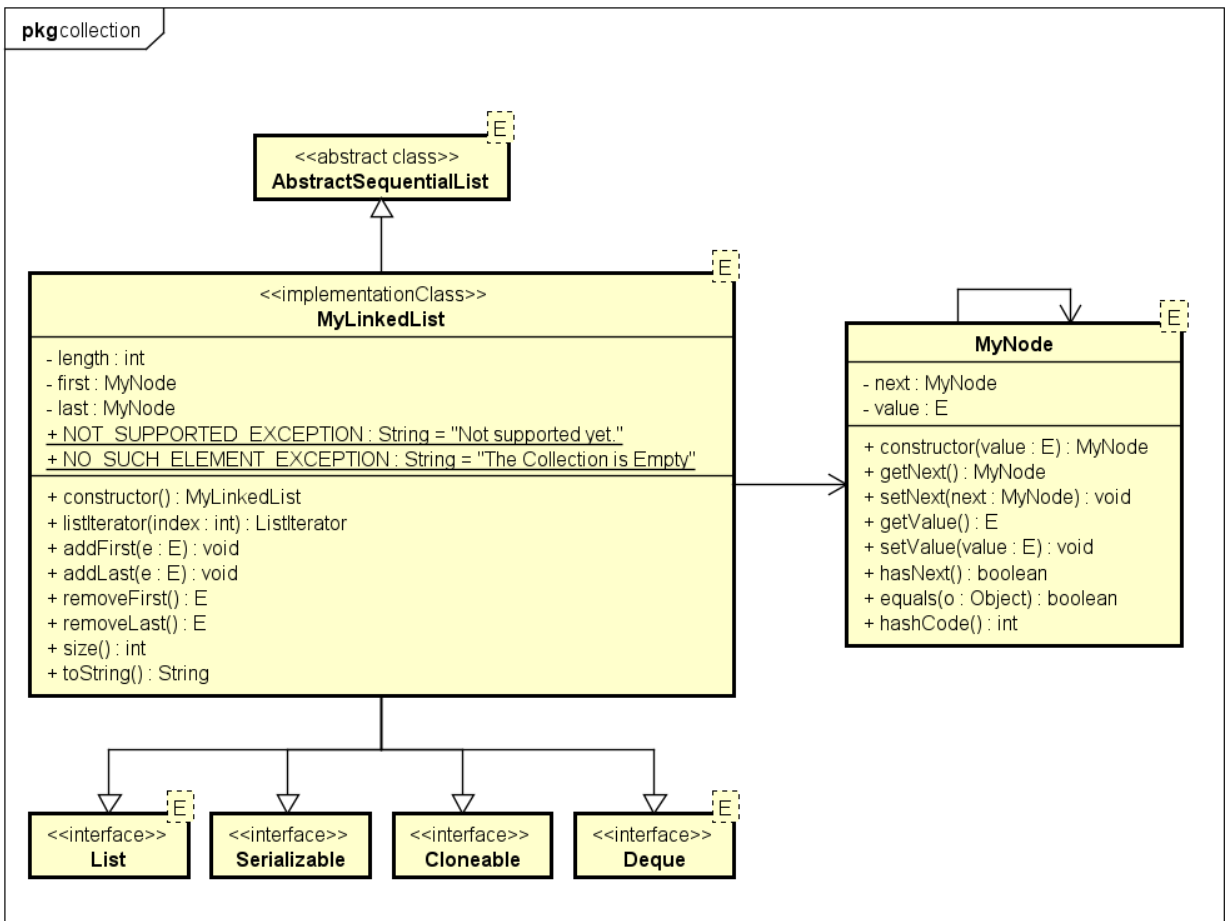 pkg collection
E
<<abstract class>>
AbstractSequentialList
E
<<implementationClass>>
MyLinkedList
- length : int
- first : MyNode
- last : MyNode
+ NOT_SUPPORTED_EXCEPTION : String = "Not supported yet."
+ NO_SUCH_ELEMENT_EXCEPTION : String = "The Collection is Empty"
+ constructor() : MyLinkedList
+ listIterator(index : int) : ListIterator
+ addFirst(e : E) : void
+ addLast(e : E) : void
+ removeFirst() : E
+ removeLast() : E
+ size() : int
+ toString() : String
E
MyNode
- next : MyNode
- value : E
+ constructor(value : E) : MyNode
+ getNext() : MyNode
+ setNext(next : MyNode) : void
+ getValue() : E
+ setValue(value : E) : void
+ hasNext() : boolean
+ equals(o : Object) : boolean
+ hashCode() : int
E
<<interface>>
List
<<interface>>
Serializable
<<interface>>
Cloneable
E
<<interface>>
Deque